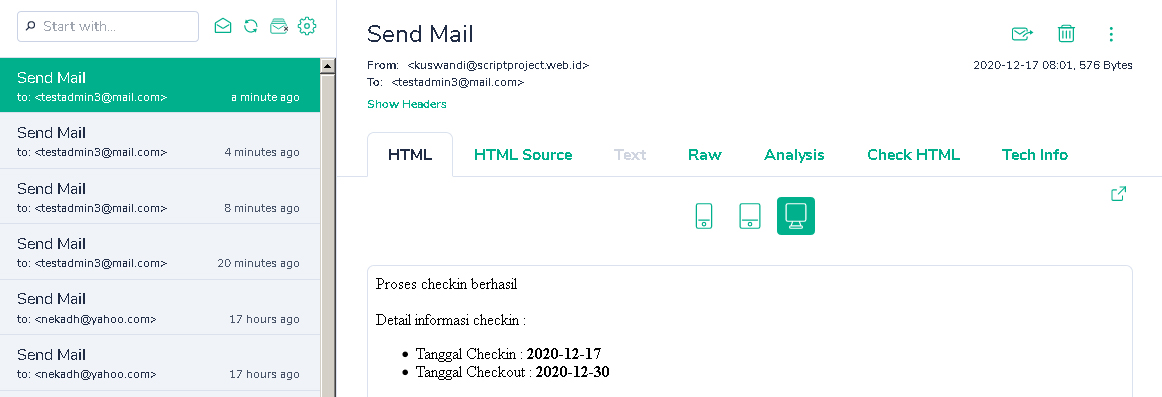 Start with...
Send Mail
to: <testadmin3@mail.com> a minute ago
Send Mail
to: <testadmin3@mail.com> 4 minutes ago
Send Mail
to: <testadmin3@mail.com> 8 minutes ago
Send Mail
to: <testadmin3@mail.com> 20 minutes ago
Send Mail
to: <nekadh@yahoo.com> 17 hours ago
Send Mail
to: <nekadh@yahoo.com> 17 hours ago
Send Mail
From: <kuswandi@scriptproject.web.id> 2020-12-17 08:01, 576 Bytes
To: <testadmin3@mail.com>
Show Headers
HTML HTML Source Text Raw Analysis Check HTML Tech Info
Proses checkin berhasil
Detail informasi checkin :
• Tanggal Checkin : 2020-12-17
• Tanggal Checkout : 2020-12-30